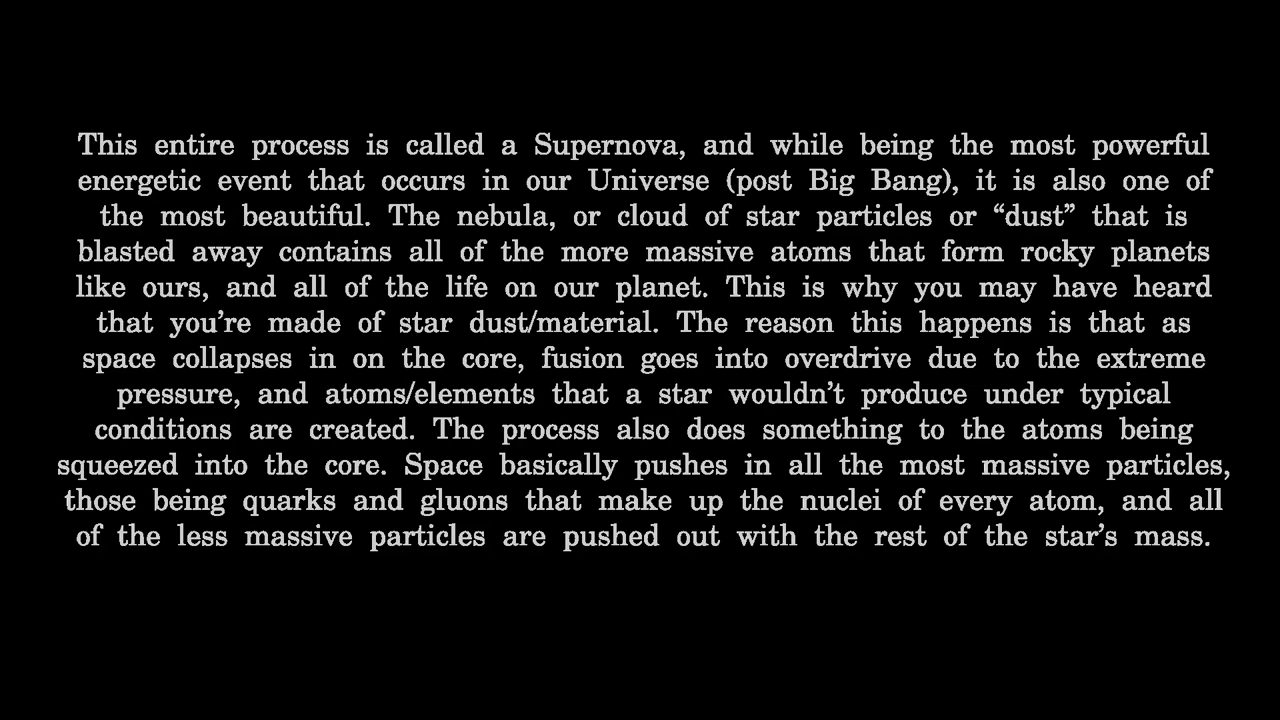 This entire process is called a Supernova, and while being the most powerful
energetic event that occurs in our Universe (post Big Bang), it is also one of
the most beautiful. The nebula, or cloud of star particles or “dust” that is
blasted away contains all of the more massive atoms that form rocky planets
like ours, and all of the life on our planet. This is why you may have heard
that you’re made of star dust/material. The reason this happens is that as
space collapses in on the core, fusion goes into overdrive due to the extreme
pressure, and atoms/elements that a star wouldn’t produce under typical
conditions are created. The process also does something to the atoms being
squeezed into the core. Space basically pushes in all the most massive particles,
those being quarks and gluons that make up the nuclei of every atom, and all
of the less massive particles are pushed out with the rest of the star’s mass.